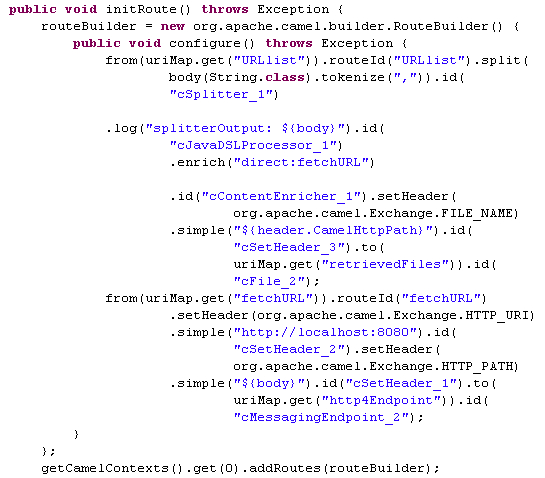 public void initRoute() throws Exception {
    routeBuilder = new org.apache.camel.builder.RouteBuilder() {
        public void configure() throws Exception {
            from(uriMap.get("URLlist")).routeId("URLlist").split(
                    body(String.class).tokenize(",")).id(
                    "cSplitter_1")

            .log("splitterOutput: ${body}").id(
                    "cJavaDSLProcessor_1")
                    .enrich("direct:fetchURL")

                    .id("cContentEnricher_1").setHeader(
                            org.apache.camel.Exchange.FILE_NAME)
                    .simple("${header.CamelHttpPath}").id(
                            "cSetHeader_3").to(
                            uriMap.get("retrievedFiles")).id(
                            "cFile_2");
            from(uriMap.get("fetchURL")).routeId("fetchURL")
                    .setHeader(org.apache.camel.Exchange.HTTP_URI)
                    .simple("http://localhost:8080").id(
                            "cSetHeader_2").setHeader(
                            org.apache.camel.Exchange.HTTP_PATH)
                    .simple("${body}").id("cSetHeader_1").to(
                            uriMap.get("http4Endpoint")).id(
                            "cMessagingEndpoint_2");
        }
    };
    getCamelContexts().get(0).addRoutes(routeBuilder);